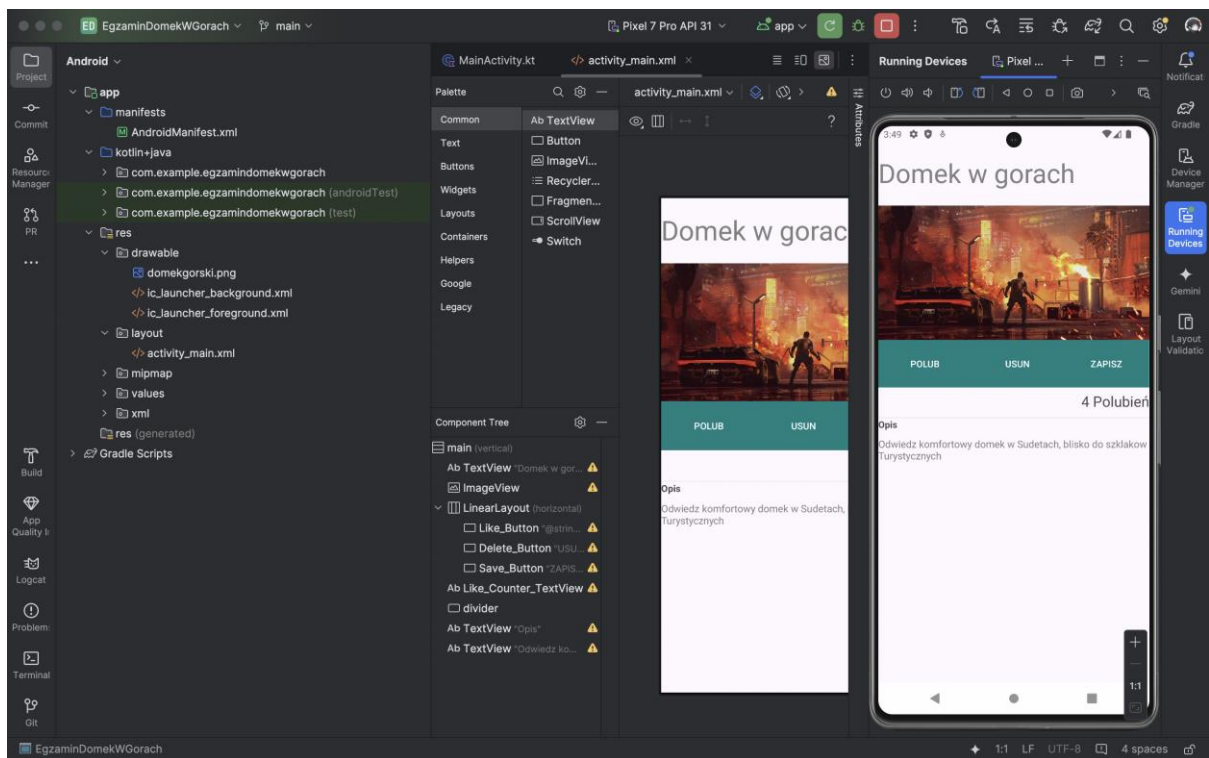 ED EgzaminDomekWGorach main Pixel 7 Pro API 31 app
Project
Commit
Resource
Manager
PR
Build
App
Quality I
Logcat
Problem
Terminal
Git
Android
app
manifests
AndroidManifest.xml
kotlin+java
com.example.egzamindomekwgorach
com.example.egzamindomekwgorach (androidTest)
com.example.egzamindomekwgorach (test)
res
drawable
domekgorski.png
ic_launcher_background.xml
ic_launcher_foreground.xml
layout
activity_main.xml
mipmap
values
xml
res (generated)
Gradle Scripts
MainActivity.kt activity_main.xml
Palette
Common
Text
Buttons
Widgets
Layouts
Containers
Helpers
Google
Legacy
Ab TextView
Button
ImageVi...
Recycler...
Fragmen...
ScrollView
Switch
Component Tree
main (vertical)
Ab TextView "Domek w gor...
ImageView
LinearLayout (horizontal)
Like_Button "@strin...
Delete_Button "USU...
Save_Button "ZAPIS...
Ab Like_Counter_TextView
divider
Ab TextView "Opis"
Ab TextView "Odwiedz ko...
activity_main.xml
?
Attributes
Domek w gorac
POLUB USUN
Opis
Odwiedz komfortowy domek w Sudetach,
Turystycznych
Running Devices Pixel ...
3:49
Domek w gorach
POLUB USUN ZAPISZ
4 Polubień
Opis
Odwiedz komfortowy domek w Sudetach, blisko do szklakow
Turystycznych
1:1
Notificat
Gradle
Device
Manager
Running
Devices
Gemini
Layout
Validatic
EgzaminDomekWGorach 1:1 LF UTF-8 4 spaces